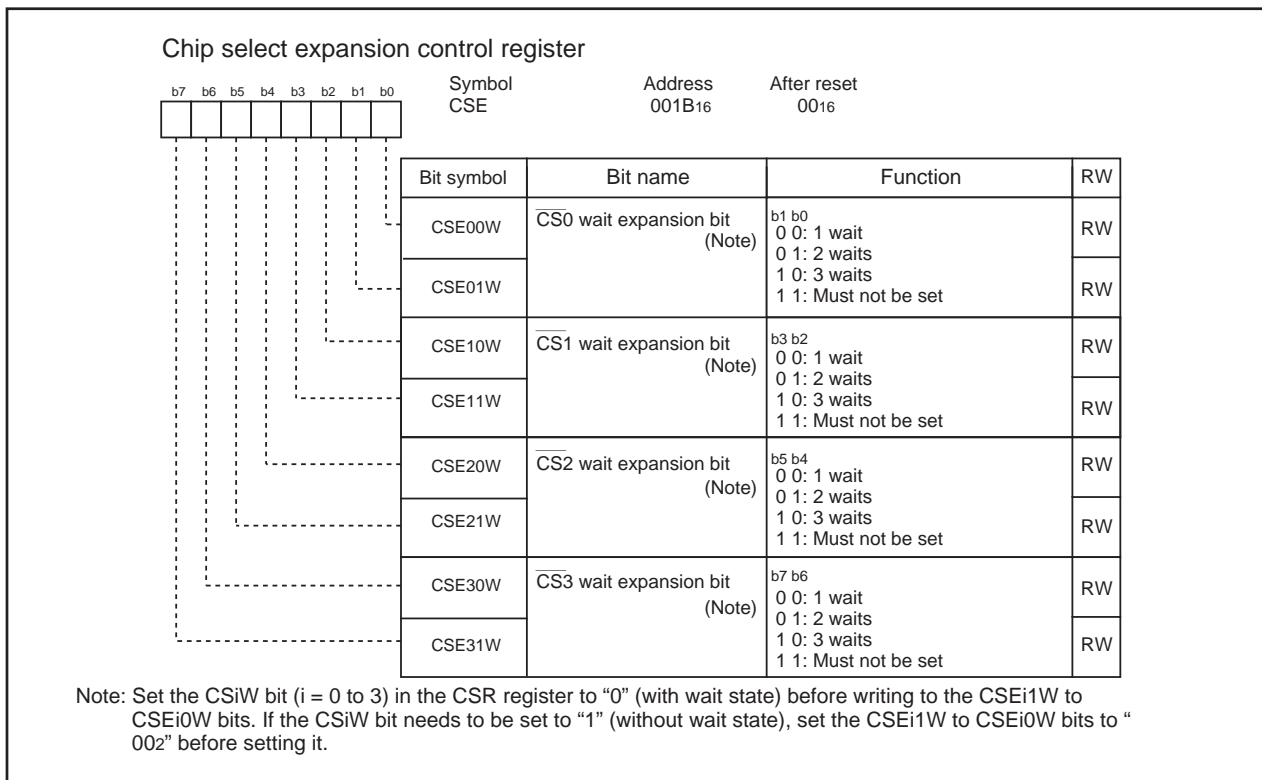 Chip select expansion control register
Symbol Address After reset
b7 b6 b5 b4 b3 b2 b1 b0
CSE 001B16 0016
Bit symbol Bit name Function RW
CSE00W CS0 wait expansion bit (Note) b1 b0 RW
0 0: 1 wait
0 1: 2 waits
CSE01W 1 0: 3 waits RW
1 1: Must not be set
CSE10W CS1 wait expansion bit (Note) b3 b2 RW
0 0: 1 wait
0 1: 2 waits
CSE11W 1 0: 3 waits RW
1 1: Must not be set
CSE20W CS2 wait expansion bit (Note) b5 b4 RW
0 0: 1 wait
0 1: 2 waits
CSE21W 1 0: 3 waits RW
1 1: Must not be set
CSE30W CS3 wait expansion bit (Note) b7 b6 RW
0 0: 1 wait
0 1: 2 waits
CSE31W 1 0: 3 waits RW
1 1: Must not be set
Note: Set the CSiW bit (i = 0 to 3) in the CSR register to “0” (with wait state) before writing to the CSEi1W to
CSEi0W bits. If the CSiW bit needs to be set to “1” (without wait state), set the CSEi1W to CSEi0W bits to “
002” before setting it.